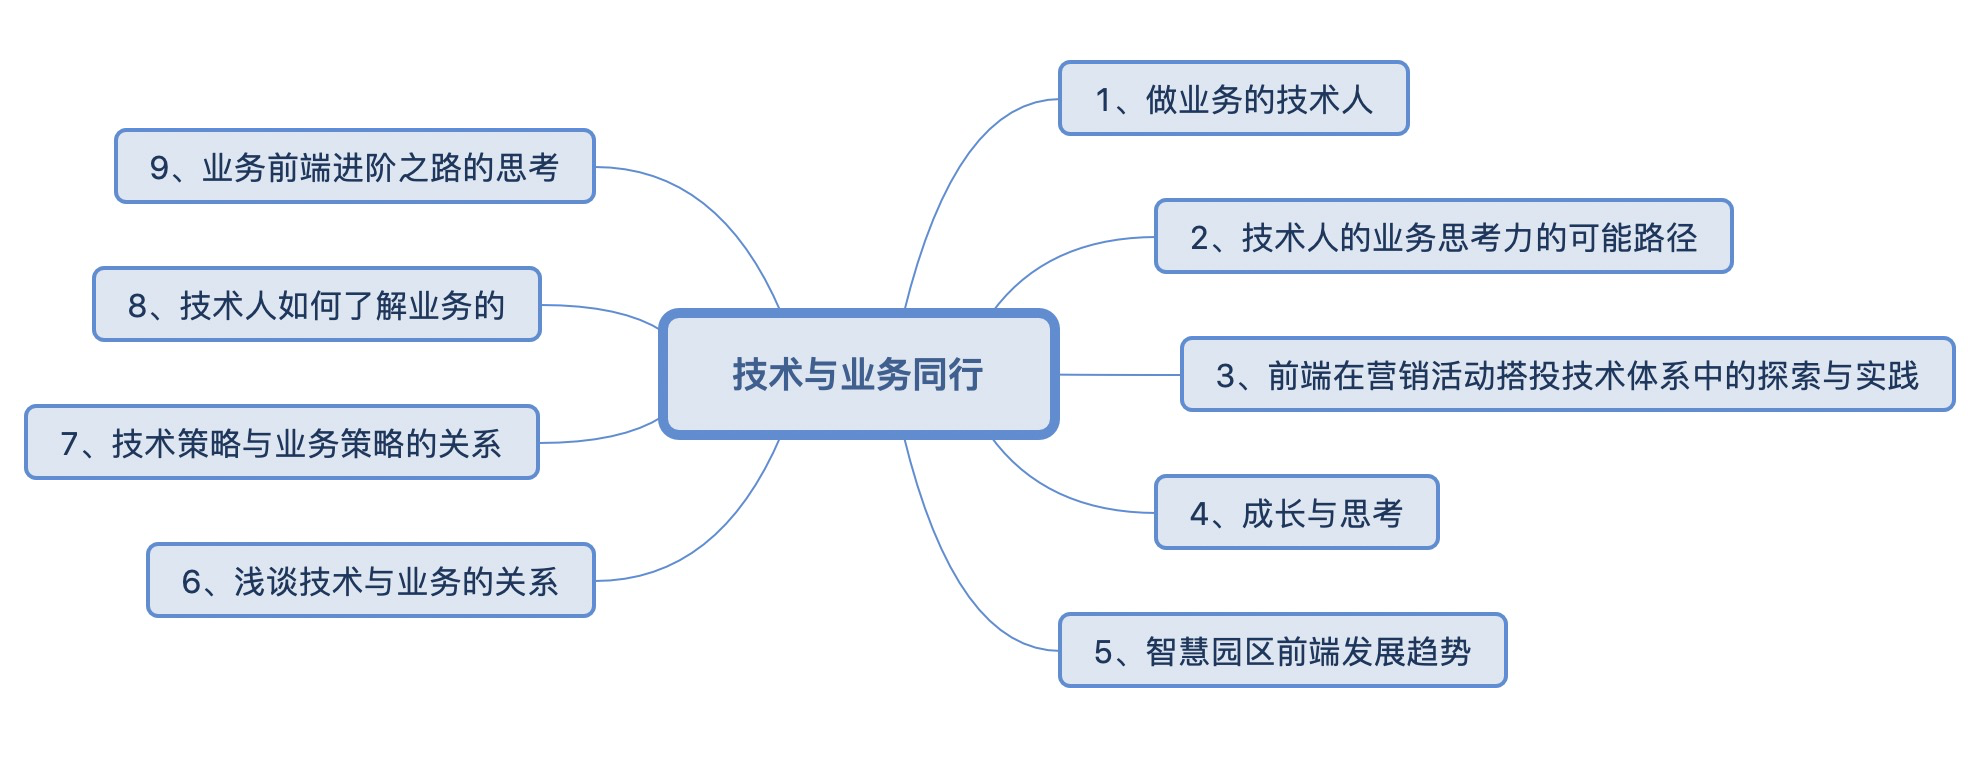 技术与业务同行
1、做业务的技术人
2、技术人的业务思考力的可能路径
3、前端在营销活动搭投技术体系中的探索与实践
4、成长与思考
5、智慧园区前端发展趋势
6、浅谈技术与业务的关系
7、技术策略与业务策略的关系
8、技术人如何了解业务的
9、业务前端进阶之路的思考